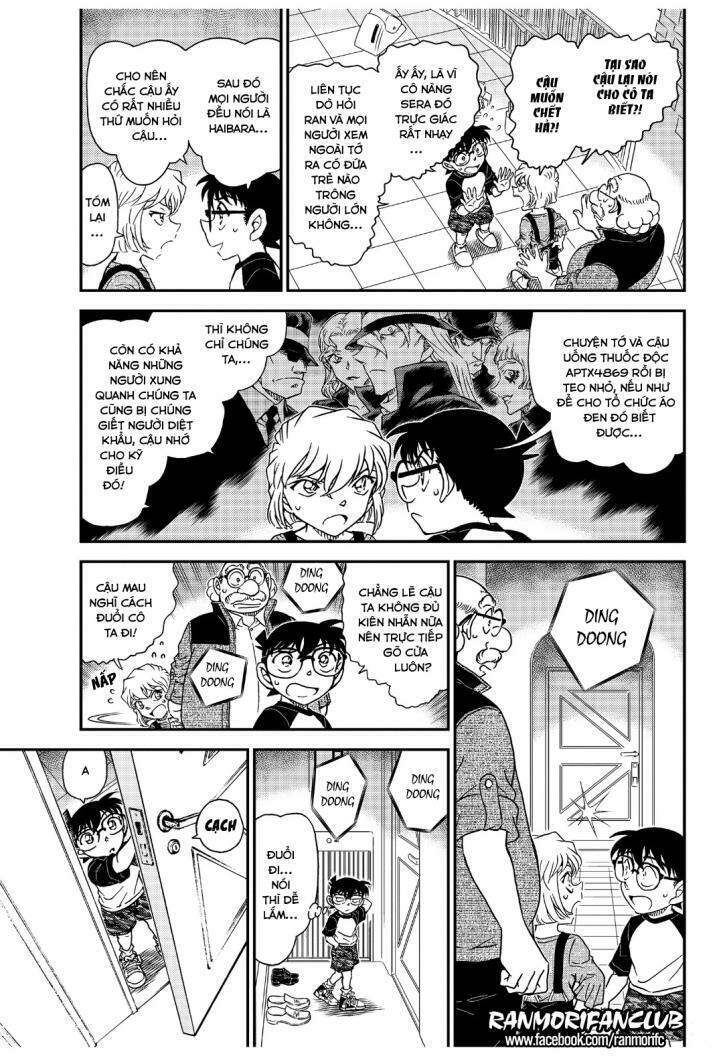 TẠI SAO
CẬU LẠI NÓI
CHO CÔ TA
BIẾT?!
CẬU
MUỐN
CHẾT
HẢ?!
ẤY ẤY, LÀ VÌ
CÔ NÀNG
SERA ĐÓ
TRỰC GIÁC
RẤT NHẠY
...
LIÊN TỤC
DÒ HỎI
RAN VÀ MỌI
NGƯỜI XEM
NGOÀI TỚ
RA CÓ ĐỨA
TRẺ NÀO
TRÔNG
NGƯỜI LỚN
KHÔNG...
SAU ĐÓ
MỌI NGƯỜI
ĐỀU NÓI LÀ
HAIBARA...
CHO NÊN
CHẮC CẬU ẤY
CÓ RẤT NHIỀU
THỨ MUỐN HỎI
CẬU...
TÓM
LẠI
...
CHUYỆN TỚ VÀ CẬU
UỐNG THUỐC ĐỘC
APTX4869 RỒI BỊ
TEO NHỎ, NẾU NHƯ
ĐỂ CHO TỔ CHỨC ÁO
ĐEN ĐÓ BIẾT
ĐƯỢC...
THÌ KHÔNG
CHỈ CHÚNG
TA,...
CÒN CÓ KHẢ
NĂNG NHỮNG
NGƯỜI XUNG
QUANH CHÚNG TA
CŨNG BỊ CHÚNG
GIẾT NGƯỜI DIỆT
KHẨU, CẬU NHỚ
CHO KỸ
ĐIỀU
ĐÓ!
DING
DOONG
DING
DOONG
CHẲNG LẼ CẬU
TA KHÔNG ĐỦ
KIÊN NHẪN NỮA
NÊN TRỰC TIẾP
GÕ CỬA
LUÔN?
DING
DOONG
CẬU MAU
NGHĨ CÁCH
ĐUỔI CÔ
TA ĐI!
NẤP
DING
DOONG
DING
DOONG
ĐUỔI
ĐI...
NÓI
THÌ DỄ
LẮM...
CẠCH
A
RANMORIFANCLUB
www.facebook.com/ranmorifc